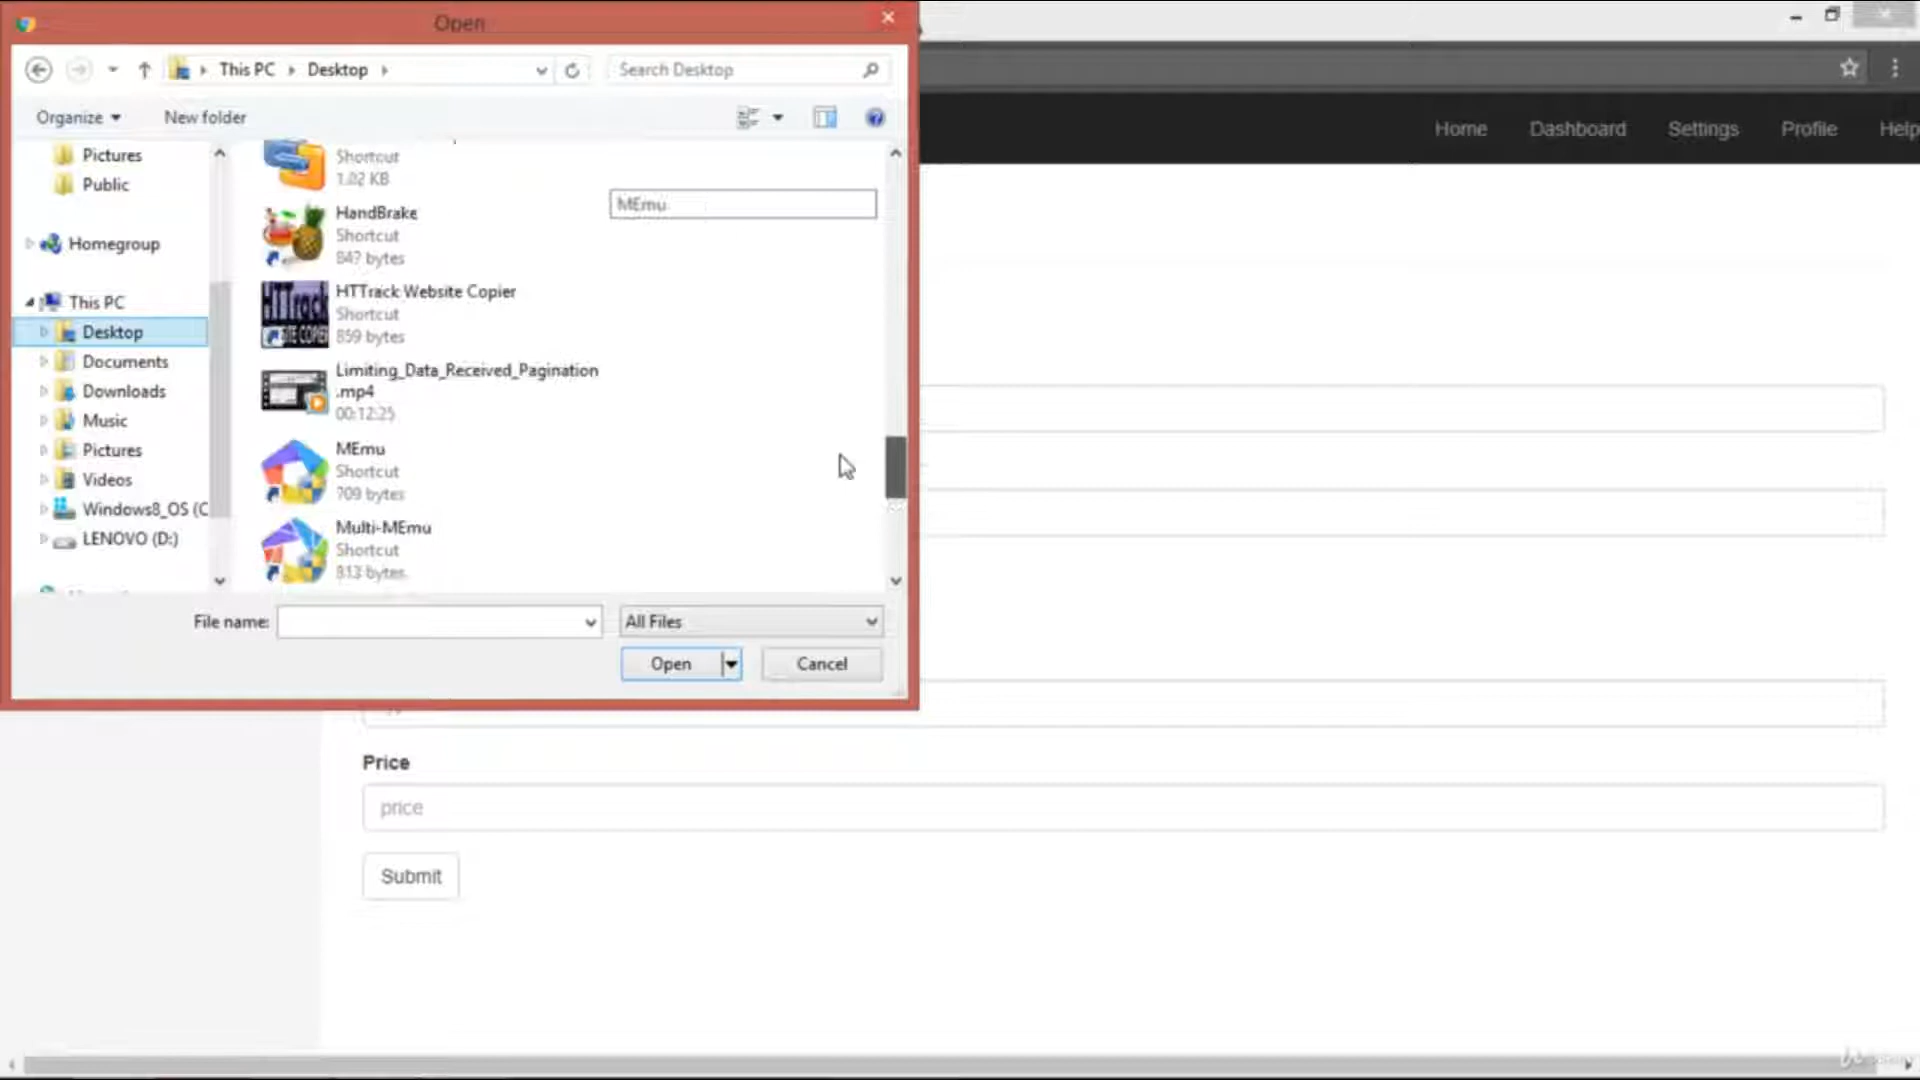 Open
This PC
Desktop
Search Desktop
Organize
New folder
Home
Dashboard
Settings
Profile
Help
Pictures
Public
Homegroup
This PC
Desktop
Documents
Downloads
Music
Pictures
Videos
Windows8_OS (C
LENOVO (D:)
Shortcut
1.02 KB
HandBrake
Shortcut
847 bytes
HTTrack Website Copier
Shortcut
859 bytes
Limiting_Data_Received_Pagination
.mp4
00:12:25
MEmu
Shortcut
709 bytes
Multi-MEmu
Shortcut
813 bytes
MEmu
File name:
All Files
Open
Cancel
Price
price
Submit